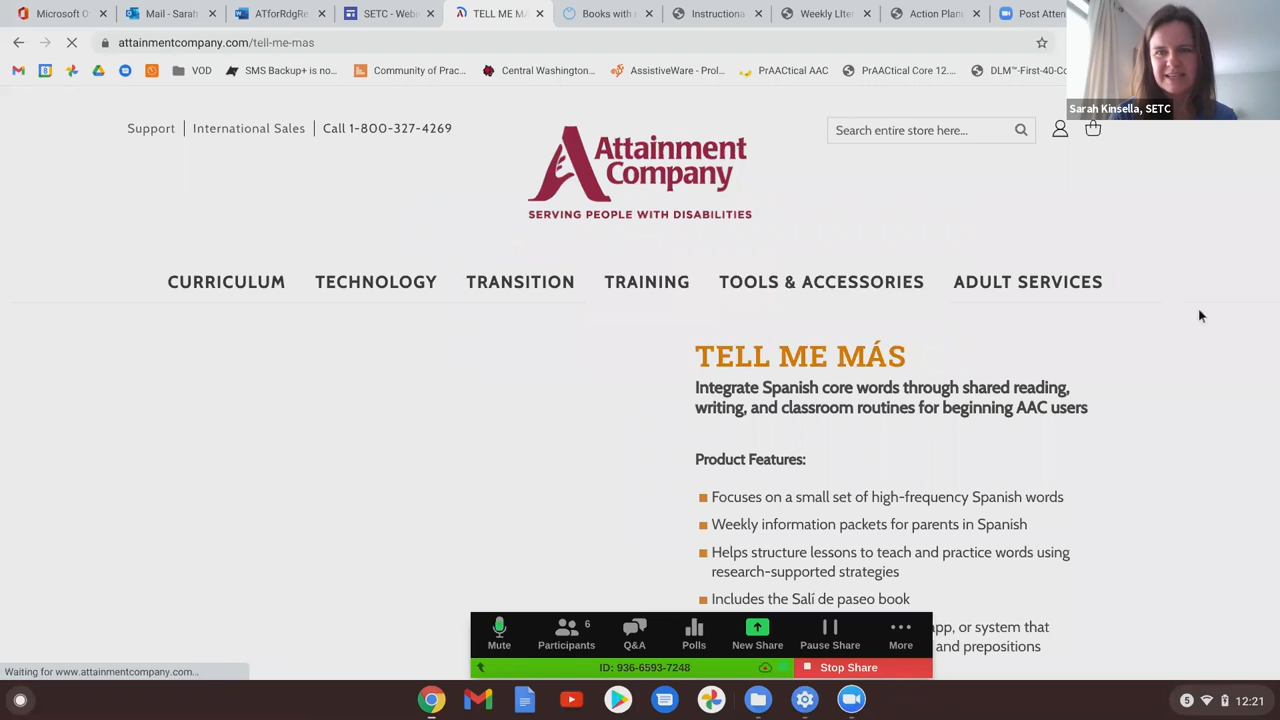 Microsoft O
Mail - Sarah
ATforRdgRe
SETC - Web
TELL ME MÁ
Books with
Instructiona
Weekly LIte
Action Plan
Post Atten
attainmentcompany.com/tell-me-mas
VOD
SMS Backup+ is no...
Community of Prac...
Central Washington...
AssistiveWare - Prol...
PrAACtical AAC
PrAACtical Core 12...
DLM™-First-40-Co
Sarah Kinsella, SETC
Support
International Sales
Call 1-800-327-4269
Attainment
Company
SERVING PEOPLE WITH DISABILITIES
Search entire store here...
CURRICULUM
TECHNOLOGY
TRANSITION
TRAINING
TOOLS & ACCESSORIES
ADULT SERVICES
TELL ME MÁS
Integrate Spanish core words through shared reading,
writing, and classroom routines for beginning AAC users
Product Features:
Focuses on a small set of high-frequency Spanish words
Weekly information packets for parents in Spanish
Helps structure lessons to teach and practice words using
research-supported strategies
Includes the Salí de paseo book
app, or system that
and prepositions
6
Mute
Participants
Q&A
Polls
New Share
Pause Share
More
ID: 936-6593-7248
Stop Share
Waiting for www.attainmentcompany.com...
5
12:21